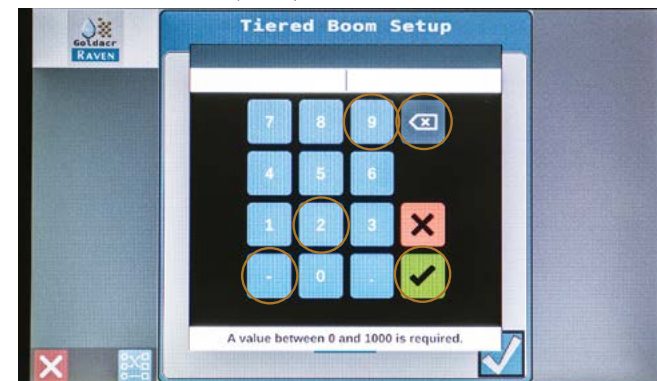 Tiered Boom Setup
Goldacr
RAVEN
7 8 9
4 5 6
1 2 3
- 0 .
A value between 0 and 1000 is required.